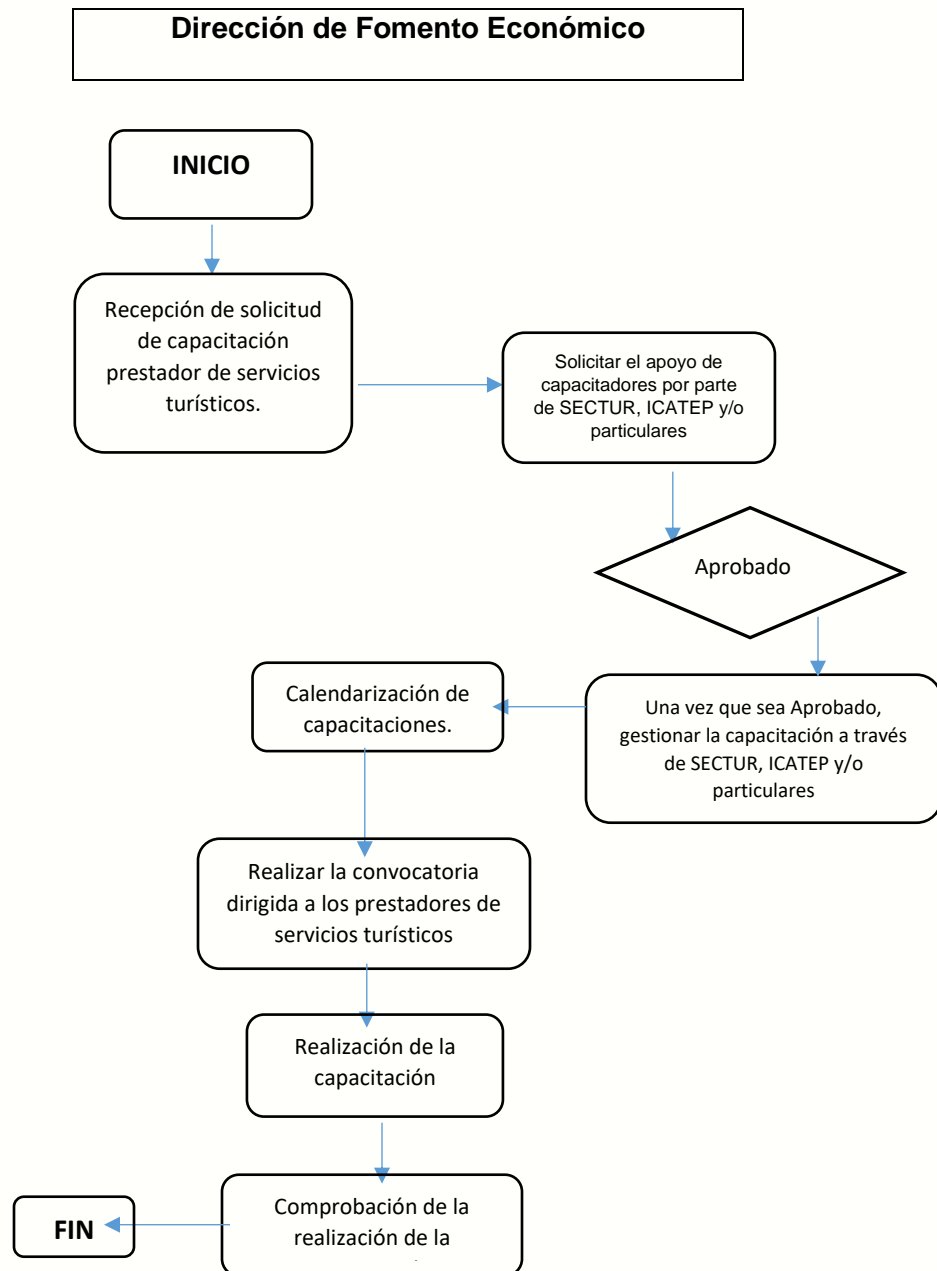 Dirección de Fomento Económico
INICIO
Recepción de solicitud
de capacitación
prestador de servicios
turísticos.
Solicitar el apoyo de
capacitadores por parte
de SECTUR, ICATEP y/o
particulares
Aprobado
Una vez que sea Aprobado,
gestionar la capacitación a través
de SECTUR, ICATEP y/o
particulares
Calendarización de
capacitaciones.
Realizar la convocatoria
dirigida a los prestadores de
servicios turísticos
Realización de la
capacitación
Comprobación de la
realización de la
FIN